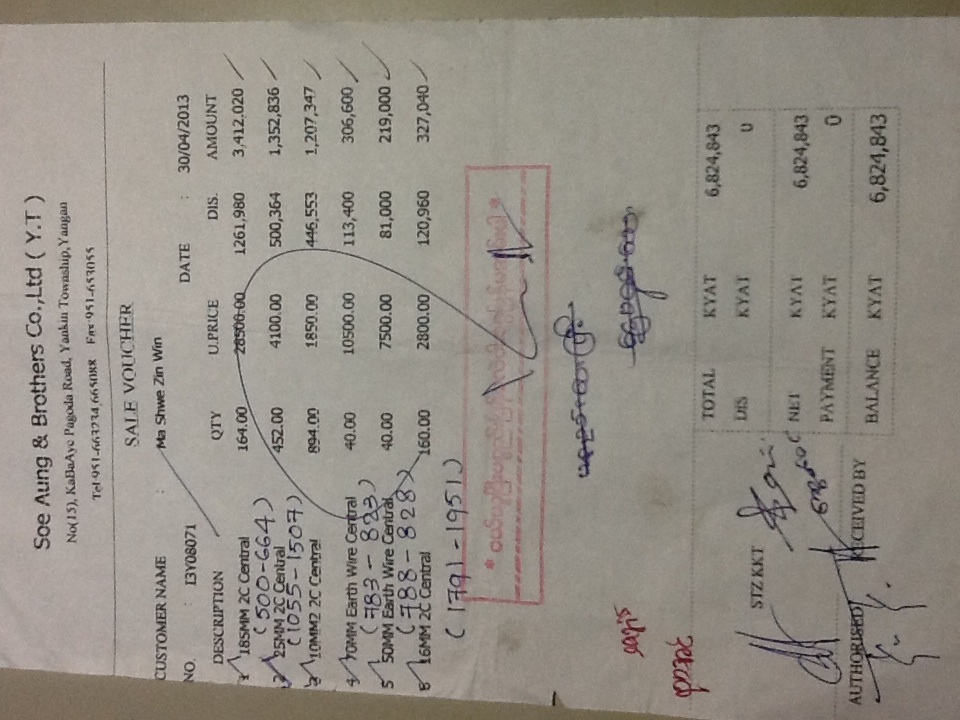 Soe Aung & Brothers Co.,Ltd ( Y.T )
No(15), KaBaAye Pagoda Road, Yankin Township,Yangan
Tel:951-663234,665088 Fax:951-653055
SALE VOUCHER
CUSTOMER NAME : Ma Shwe Zin Win
NO. : I3Y08071 DATE : 30/04/2013
DESCRIPTION QTY U.PRICE DIS. AMOUNT
1 185MM 2C Central 164.00 28500.00 1261,980 3,412,020
(500-664)
2 25MM 2C Central 452.00 4100.00 500,364 1,352,836
(1055-1507)
3 10MM2 2C Central 894.00 1850.00 446,553 1,207,347
4 70MM Earth Wire Central 40.00 10500.00 113,400 306,600
(783-823)
5 50MM Earth Wire Central 40.00 7500.00 81,000 219,000
(788-828)
6 16MM 2C Central 160.00 2800.00 120,960 327,040
(1791-1951)
TOTAL KYAT 6,824,843
DIS KYAT 0
STZ KKT
NET KYAT 6,824,843
PAYMENT KYAT 0
AUTHORISED RECEIVED BY
BALANCE KYAT 6,824,843